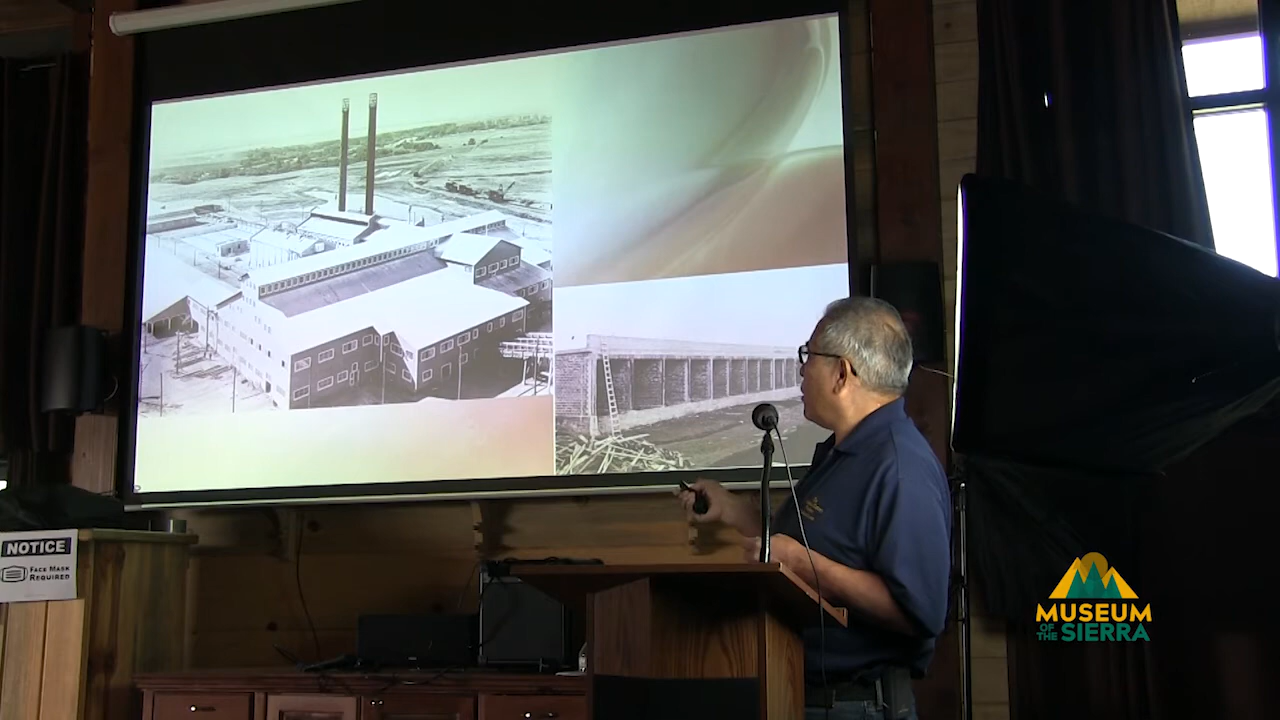 NOTICE
FACE MASK
REQUIRED
MUSEUM
OF THE SIERRA